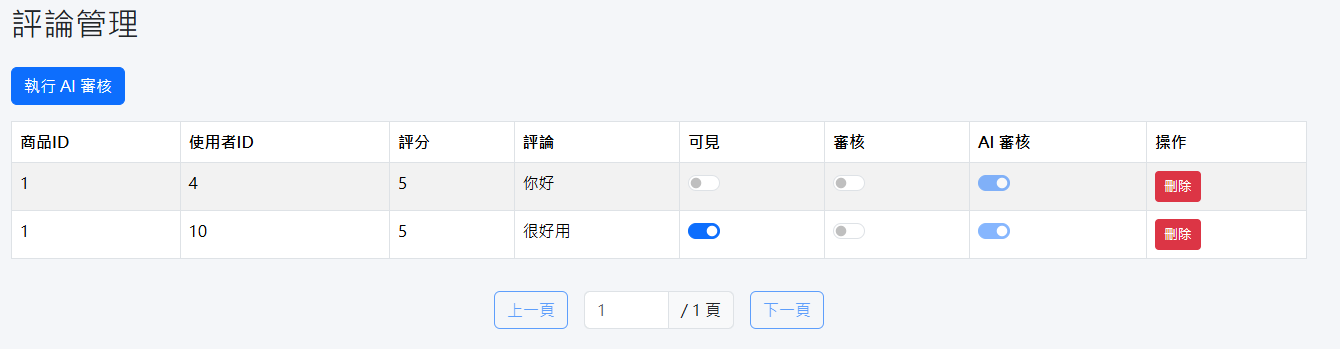 評論管理
執行 AI 審核
商品ID 使用者ID 評分 評論 可見 審核 AI 審核 操作
1 4 5 你好 刪除
1 10 5 很好用 刪除
上一頁 1 / 1 頁 下一頁